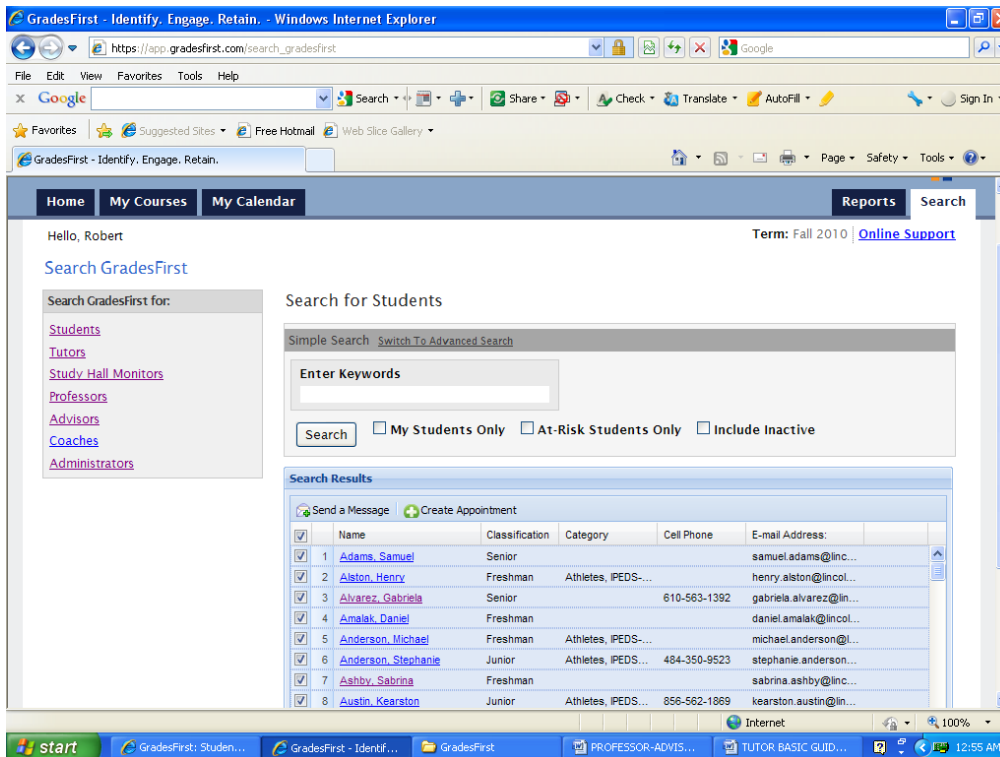 GradesFirst - Identify. Engage. Retain. - Windows Internet Explorer
https://app.gradesfirst.com/search_gradesfirst Google
File Edit View Favorites Tools Help
x Google Search Share Check Translate AutoFill Sign In
Favorites Suggested Sites Free Hotmail Web Slice Gallery
GradesFirst - Identify. Engage. Retain. Page Safety Tools
Home My Courses My Calendar Reports Search
Hello, Robert Term: Fall 2010 Online Support
Search GradesFirst
Search GradesFirst for:
Students
Tutors
Study Hall Monitors
Professors
Advisors
Coaches
Administrators
Search for Students
Simple Search Switch To Advanced Search
Enter Keywords
Search My Students Only At-Risk Students Only Include Inactive
Search Results
Send a Message Create Appointment
Name Classification Category Cell Phone E-mail Address:
1 Adams, Samuel Senior samuel.adams@linc...
2 Alston, Henry Freshman Athletes, IPEDS-... henry.alston@lincol...
3 Alvarez, Gabriela Senior 610-563-1392 gabriela.alvarez@lin...
4 Amalak, Daniel Freshman daniel.amalak@lincol...
5 Anderson, Michael Freshman Athletes, IPEDS-... michael.anderson@l...
6 Anderson, Stephanie Junior Athletes, IPEDS... 484-350-9523 stephanie.anderson...
7 Ashby, Sabrina Freshman sabrina.ashby@linc...
8 Austin, Kearston Junior Athletes, IPEDS... 856-562-1869 kearston.austin@lin...
Internet 100%
start GradesFirst: Studen... GradesFirst - Identif... GradesFirst PROFESSOR-ADVIS... TUTOR BASIC GUID... 12:55 AM